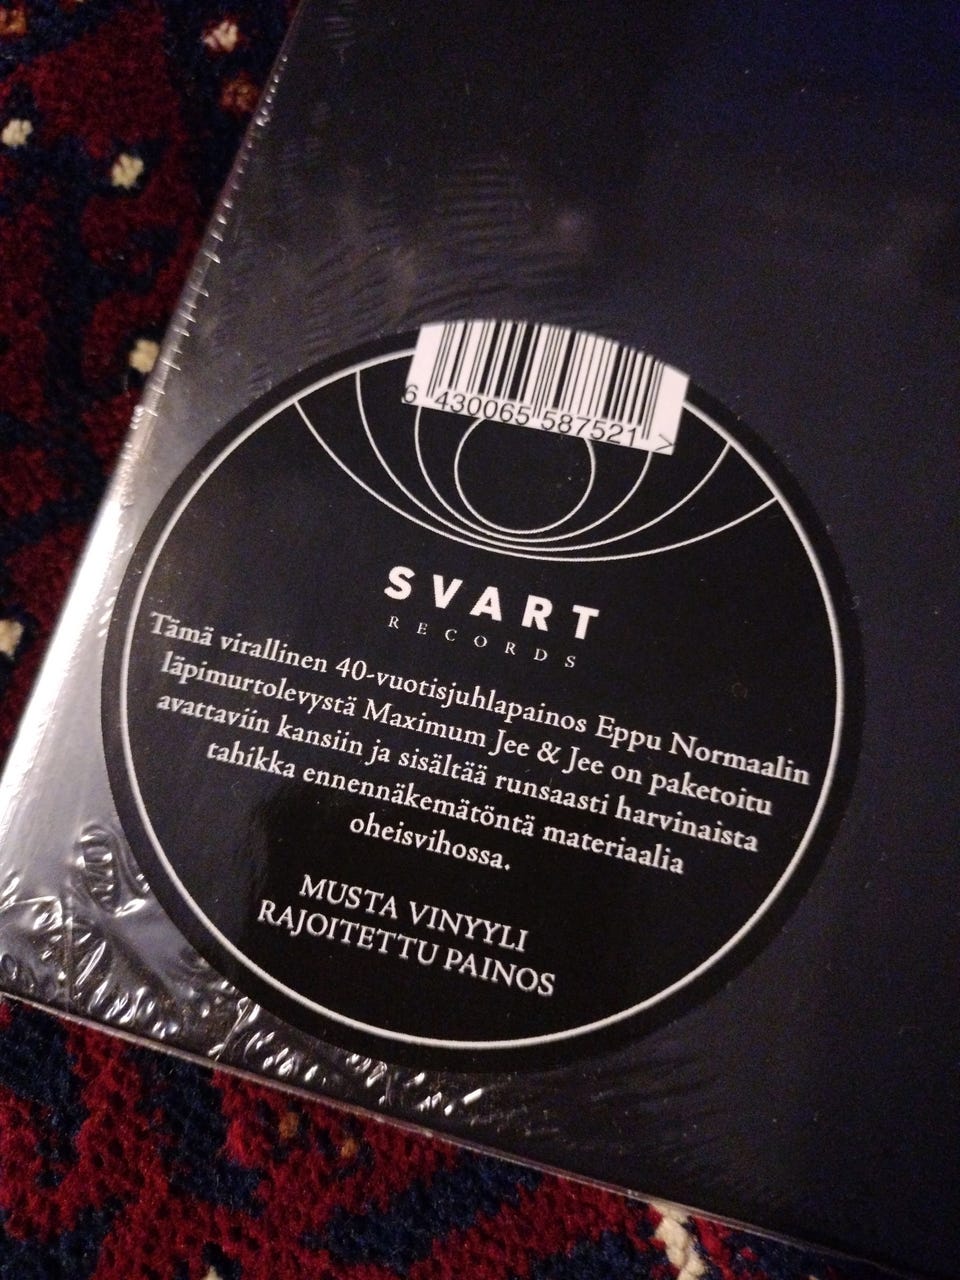 6 430065 587521 >
SVART
RECORDS
Tämä virallinen 40-vuotisjuhlapainos Eppu Normaalin
läpimurtolevystä Maximum Jee & Jee on paketoitu
avattaviin kansiin ja sisältää runsaasti harvinaista
tahikka ennennäkemätöntä materiaalia
oheisvihossa.
MUSTA VINYYLI
RAJOITETTU PAINOS